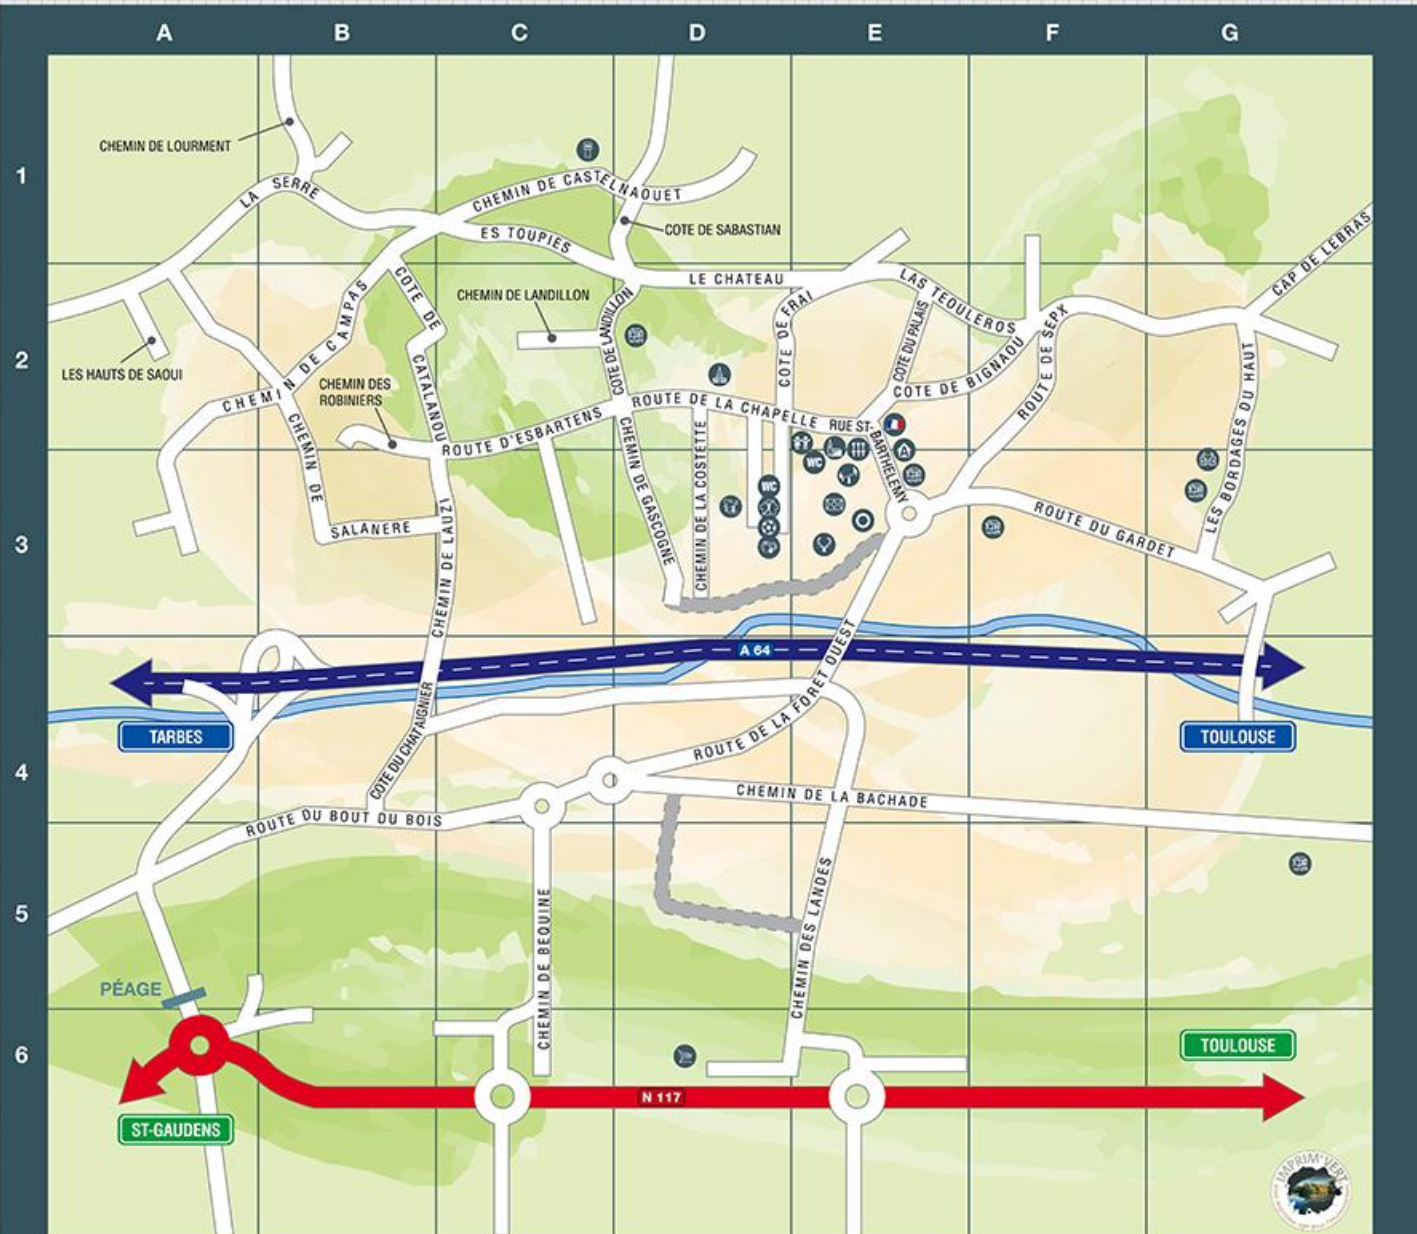 A B C D E F G
1
CHEMIN DE LOURMENT
LA SERRE
CHEMIN DE CASTELNAOUET
ES TOUPIES
COTE DE SABASTIAN
LE CHATEAU
CAP DE LEBRAS
2
LES HAUTS DE SAOUI
CHEMIN DE CAMPAS
COTE DE CATALANOU
CHEMIN DE LANDILLON
COTE DE LANDILLON
COTE DE FRAI
LAS TEOULEROS
COTE DU PALAIS
COTE DE BIGNAOU
ROUTE DE SEPX
LES BORDAGES DU HAUT
CHEMIN DES
ROBINIERS
ROUTE D'ESBARTENS
ROUTE DE LA CHAPELLE
RUE ST-BARTHELEMY
3
CHEMIN DE SALANERE
CHEMIN DE LAUZI
CHEMIN DE GASCOGNE
CHEMIN DE LA COSTETTE
WC
WC
ROUTE DU GARDET
A 64
TARBES
TOULOUSE
4
COTE DU CHATAIGNIER
ROUTE DE LA FORET OUEST
CHEMIN DE LA BACHADE
ROUTE DU BOUT DU BOIS
5
CHEMIN DE BEQUINE
CHEMIN DES LANDES
PÉAGE
6
TOULOUSE
N 117
ST-GAUDENS
IMPRIM'VERT